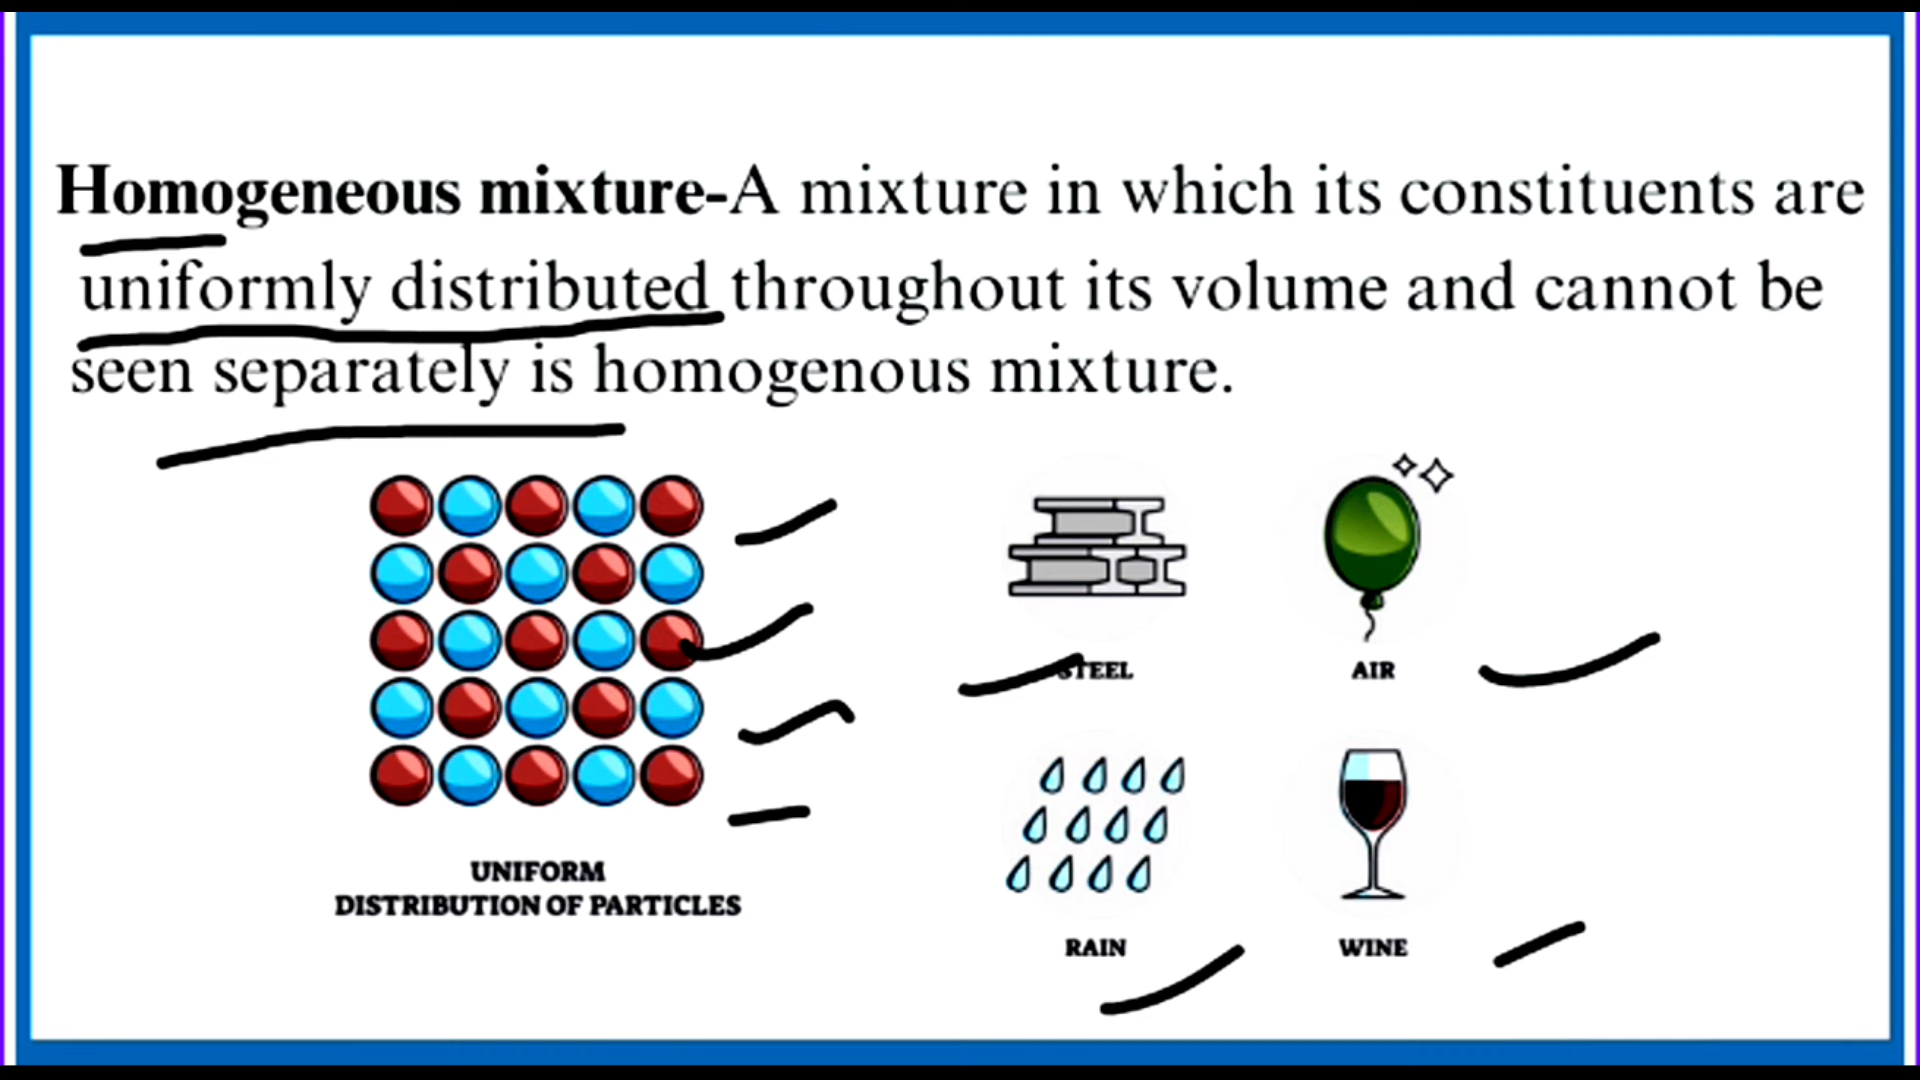 Homogeneous mixture-A mixture in which its constituents are
uniformly distributed throughout its volume and cannot be
seen separately is homogenous mixture.
STEEL
AIR
UNIFORM
DISTRIBUTION OF PARTICLES
RAIN
WINE